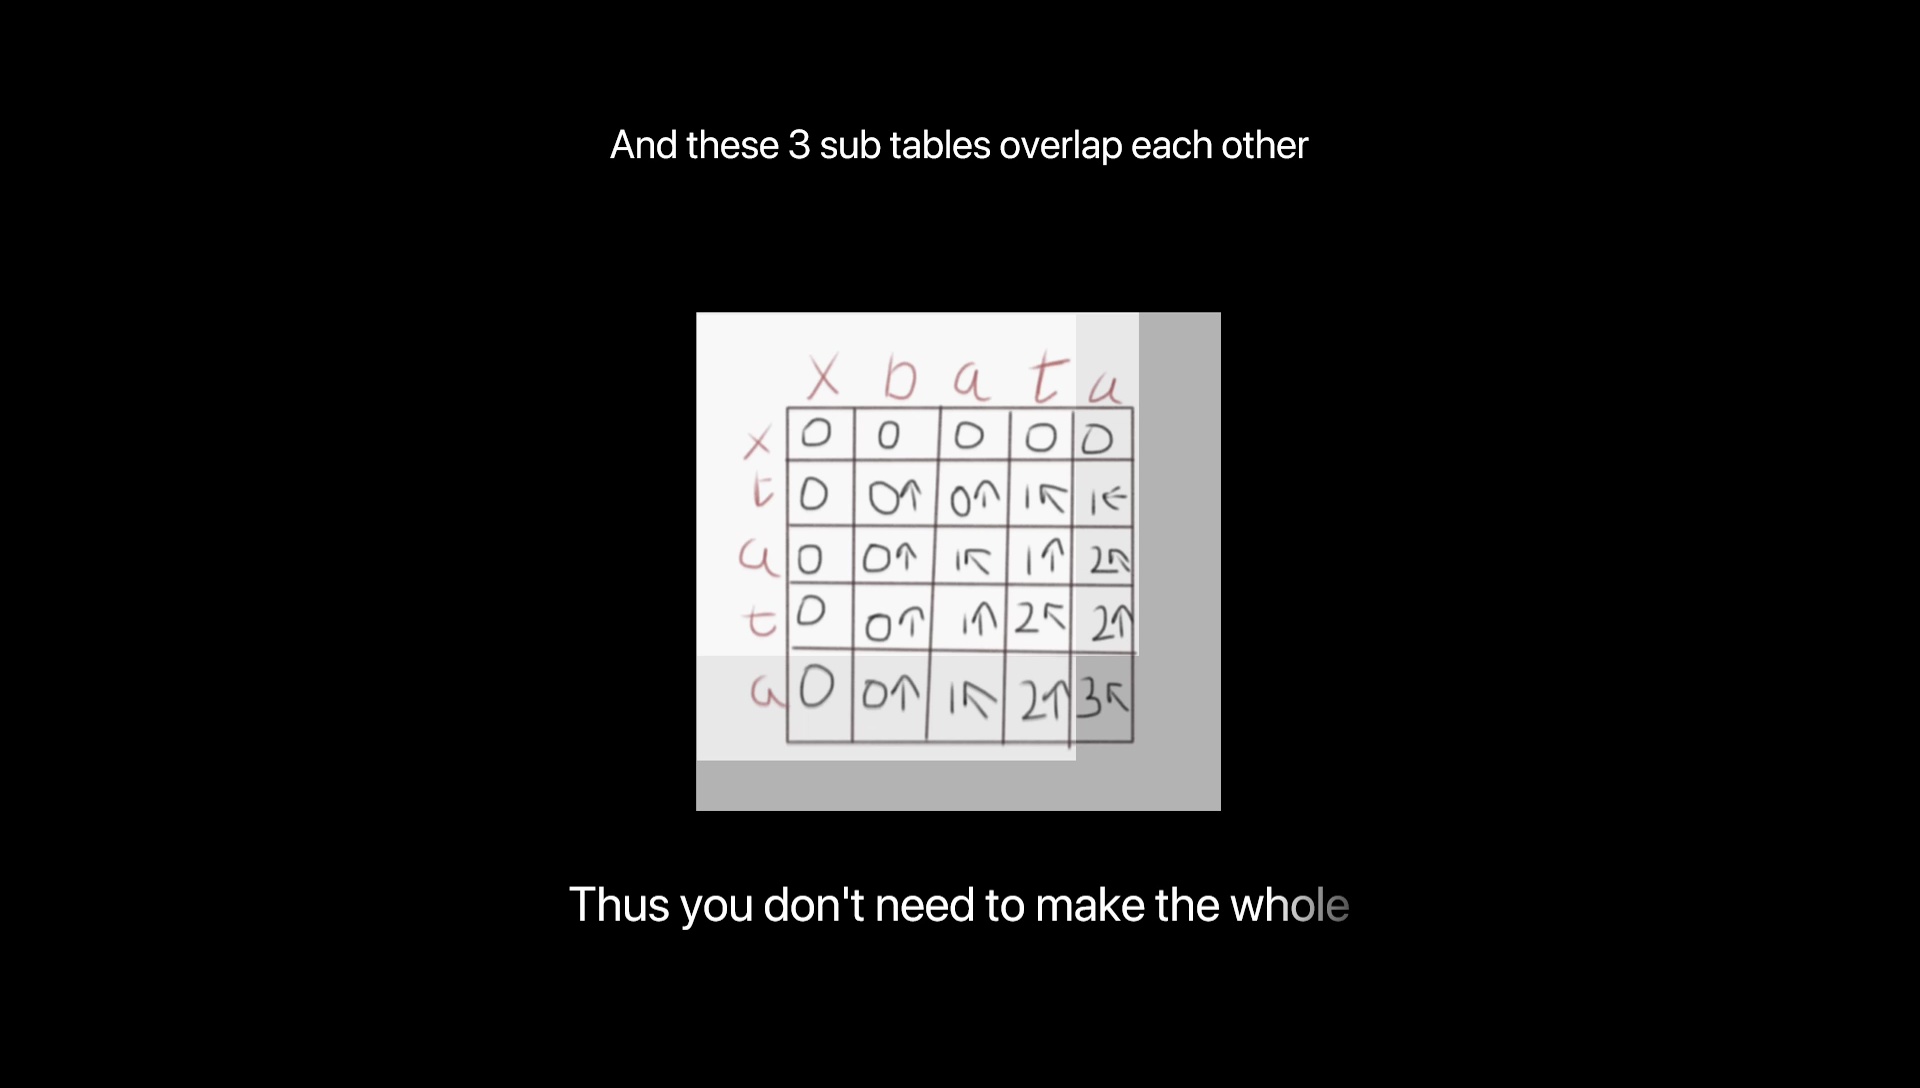 And these 3 sub tables overlap each other
x b a t a
x 0 0 0 0 0
t 0 0↑ 0↑ 1↖ 1←
a 0 0↑ 1↖ 1↑ 2↖
t 0 0↑ 1↑ 2↖ 2↑
a 0 0↑ 1↖ 2↑ 3↖
Thus you don't need to make the whole